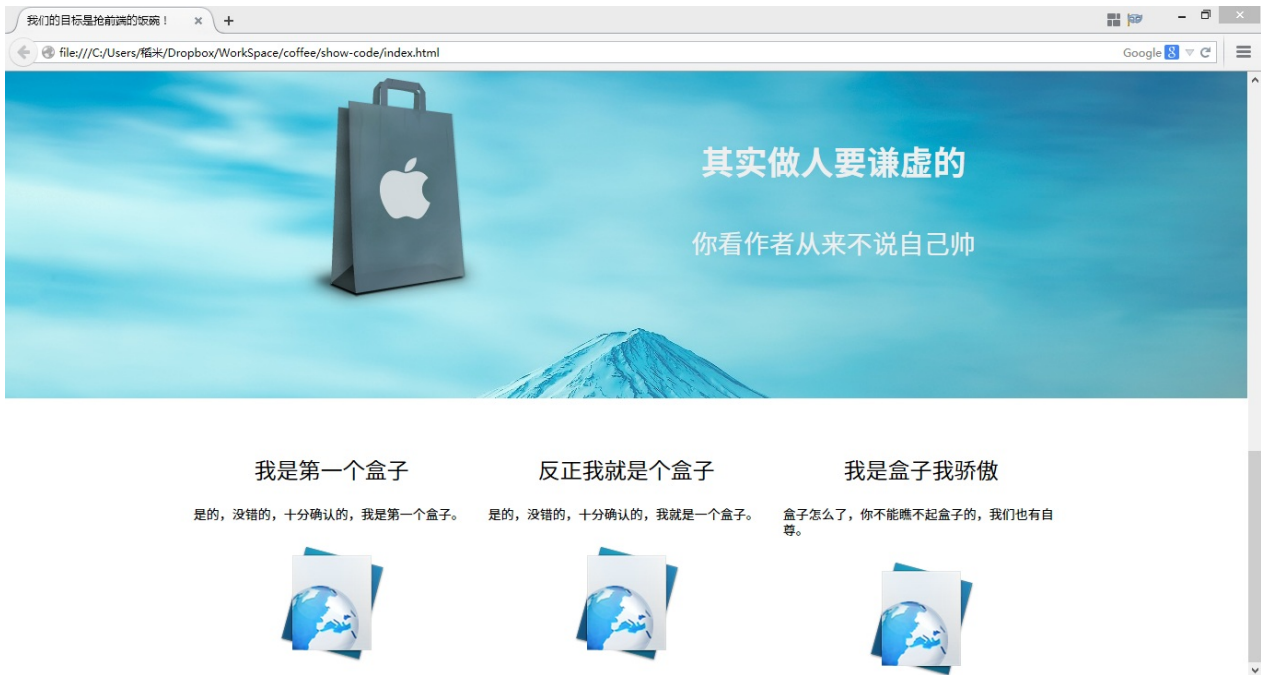 我们的目标是抢前端的饭碗！
file:///C:/Users/稻米/Dropbox/WorkSpace/coffee/show-code/index.html
Google 8
其实做人要谦虚的
你看作者从来不说自己帅
我是第一个盒子
是的，没错的，十分确认的，我是第一个盒子。
反正我就是个盒子
是的，没错的，十分确认的，我就是一个盒子。
我是盒子我骄傲
盒子怎么了，你不能瞧不起盒子的，我们也有自
尊。